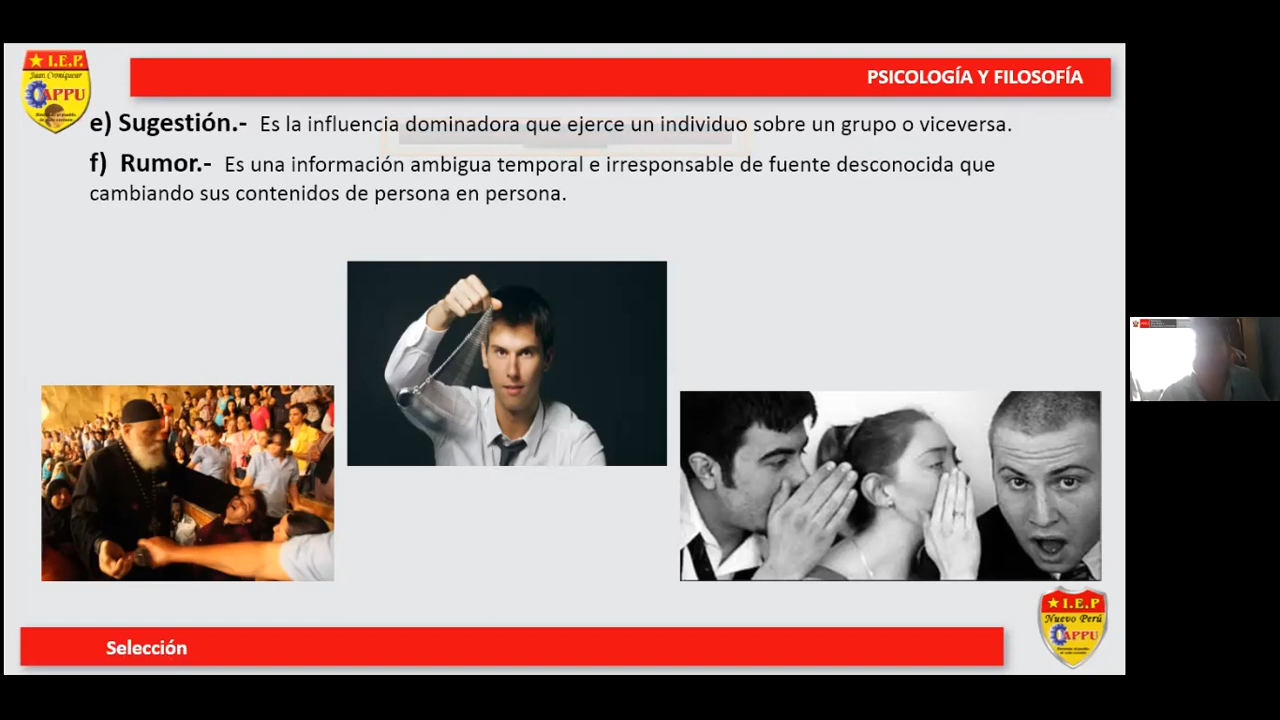 I.E.P.
Juan Croniqueur
CAPPU
PSICOLOGÍA Y FILOSOFÍA
e) Sugestión.- Es la influencia dominadora que ejerce un individuo sobre un grupo o viceversa.
f) Rumor.- Es una información ambigua temporal e irresponsable de fuente desconocida que
cambiando sus contenidos de persona en persona.
Selección
I.E.P
Nuevo Perú
CAPPU